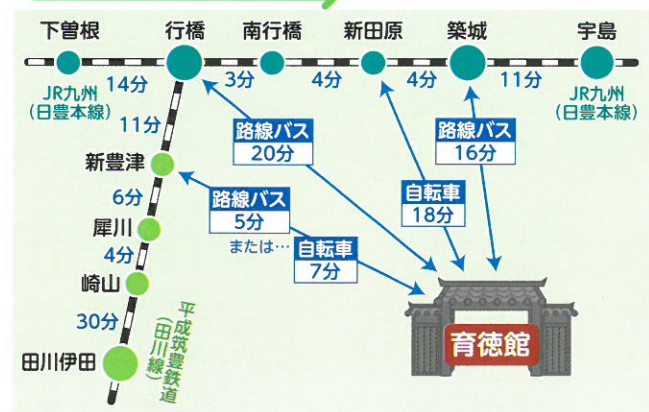 下曽根
行橋
南行橋
新田原
築城
宇島
14分
3分
4分
4分
11分
JR九州
(日豊本線)
JR九州
(日豊本線)
11分
路線バス
20分
路線バス
16分
新豊津
6分
路線バス
5分
または…
自転車
7分
自転車
18分
犀川
4分
崎山
30分
平成筑豊鉄道
(田川線)
田川伊田
育徳館